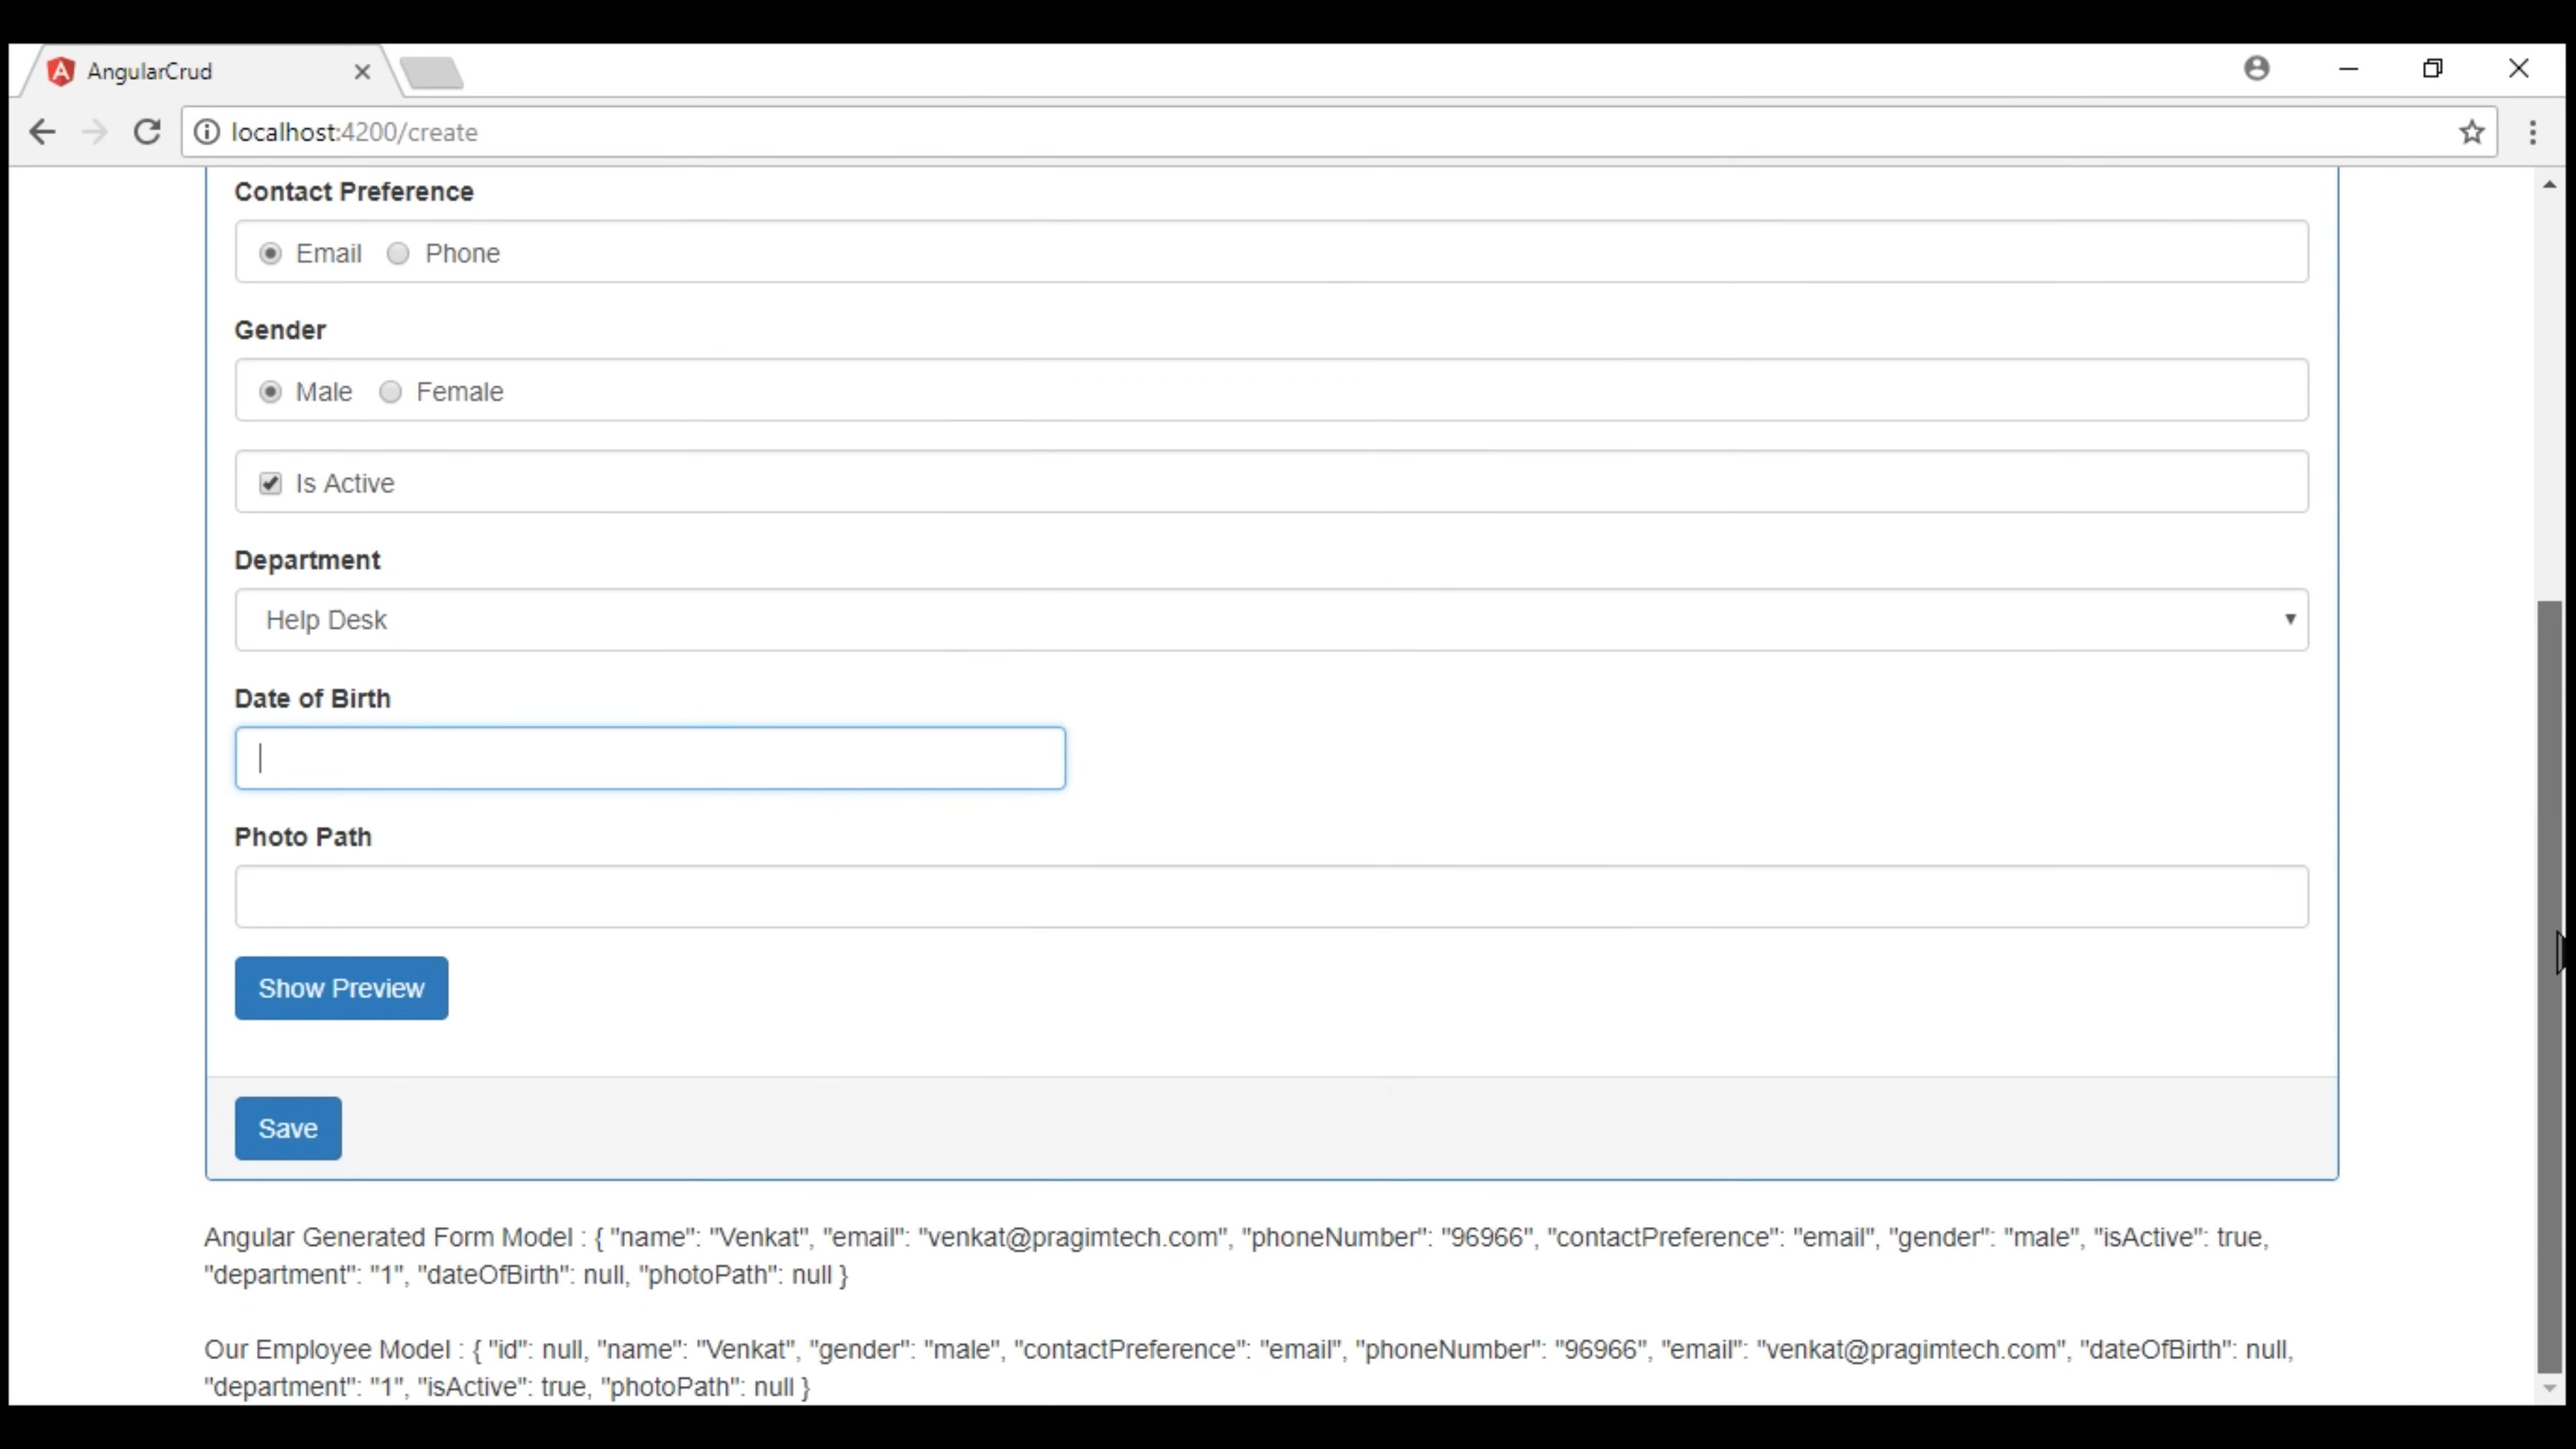 AngularCrud
localhost:4200/create
Contact Preference
Email Phone
Gender
Male Female
Is Active
Department
Help Desk
Date of Birth
Photo Path
Show Preview
Save
Angular Generated Form Model : { "name": "Venkat", "email": "venkat@pragimtech.com", "phoneNumber": "96966", "contactPreference": "email", "gender": "male", "isActive": true,
"department": "1", "dateOfBirth": null, "photoPath": null }
Our Employee Model : { "id": null, "name": "Venkat", "gender": "male", "contactPreference": "email", "phoneNumber": "96966", "email": "venkat@pragimtech.com", "dateOfBirth": null,
"department": "1", "isActive": true, "photoPath": null }